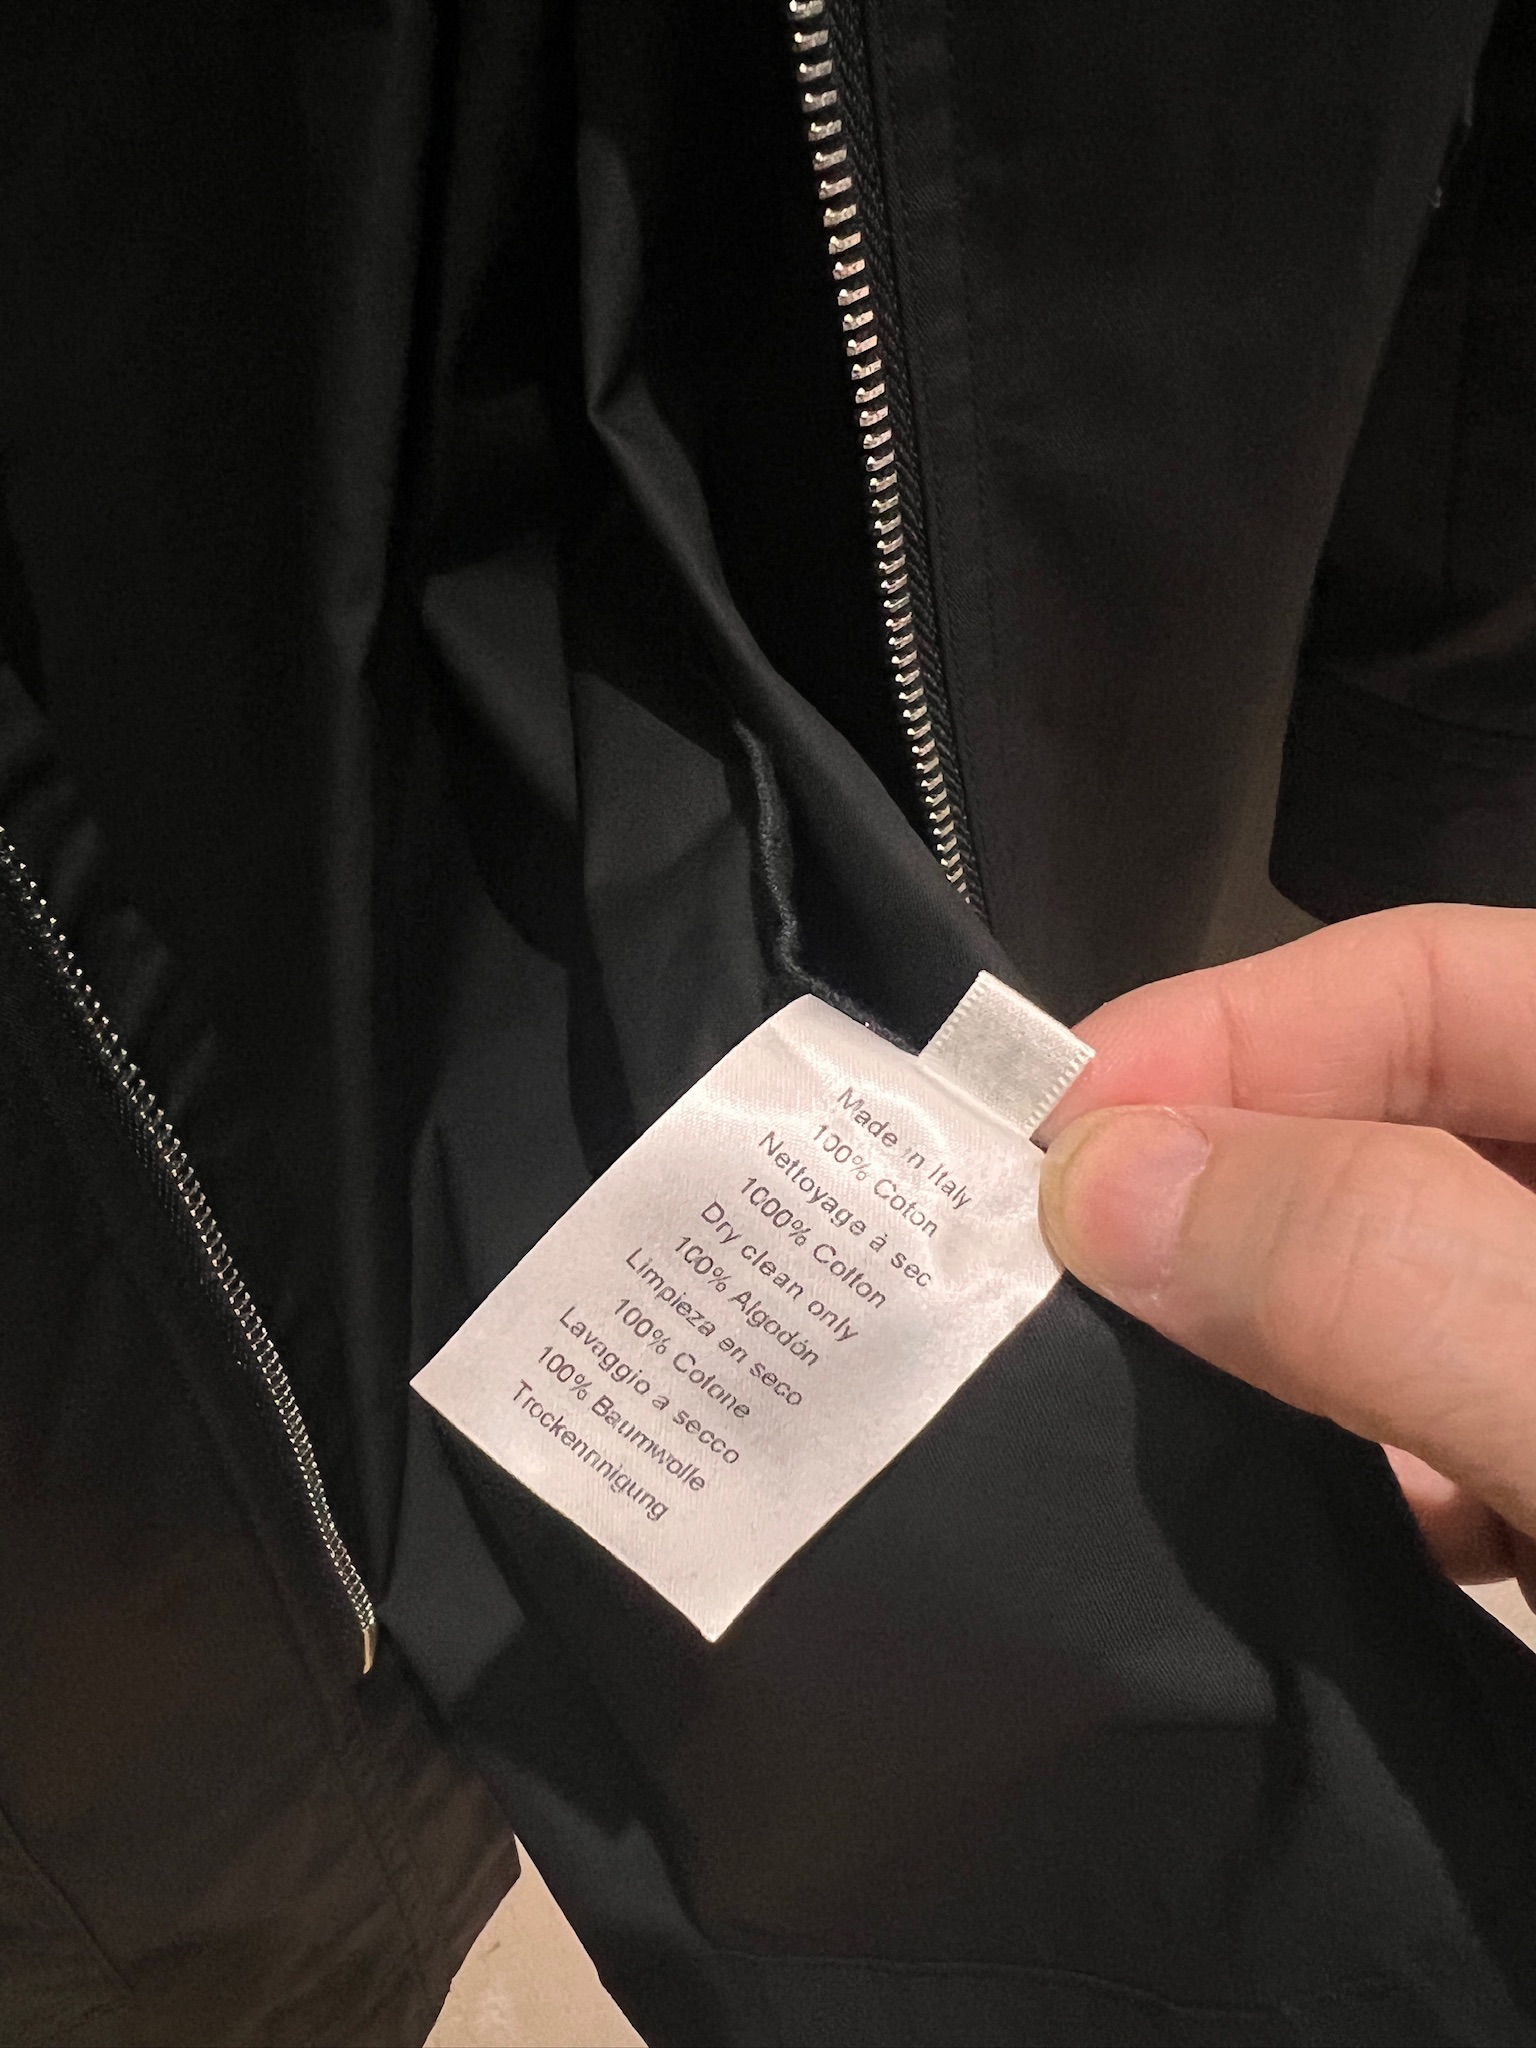 Made in Italy
100% Coton
Nettoyage à sec
1000% Cotton
Dry clean only
100% Algodón
Limpieza en seco
100% Cotone
Lavaggio a secco
100% Baumwolle
Trockennnigung